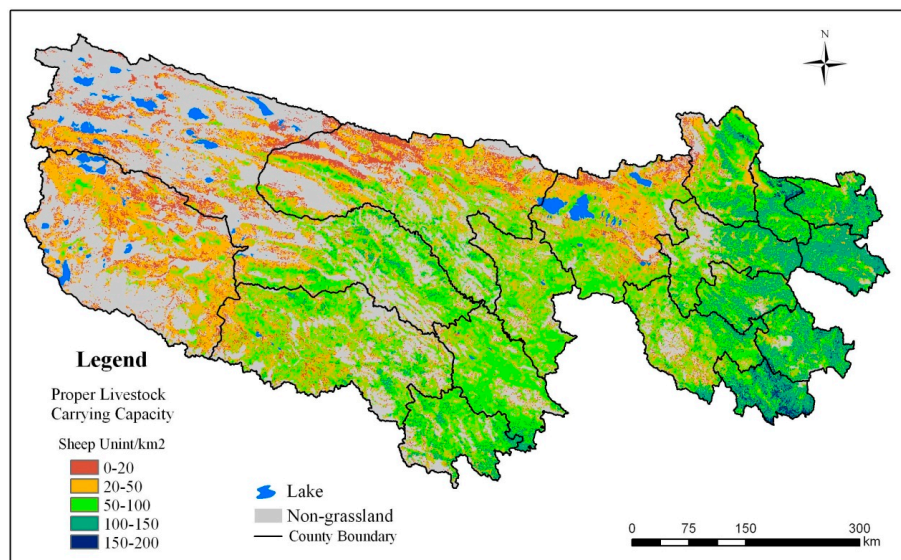 N
Legend
Proper Livestock
Carrying Capacity
Sheep Unint/km2
0-20
20-50
50-100
100-150
150-200
Lake
Non-grassland
County Boundary
0 75 150 300
km